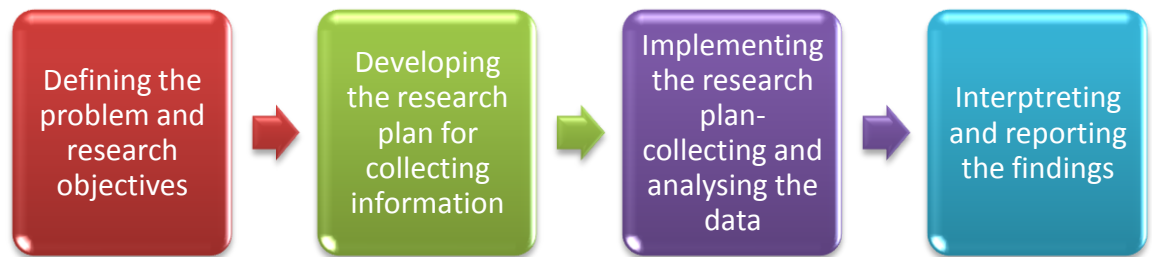 Defining the
problem and
research
objectives
Developing
the research
plan for
collecting
information
Implementing
the research
plan-
collecting and
analysing the
data
Interptreting
and reporting
the findings